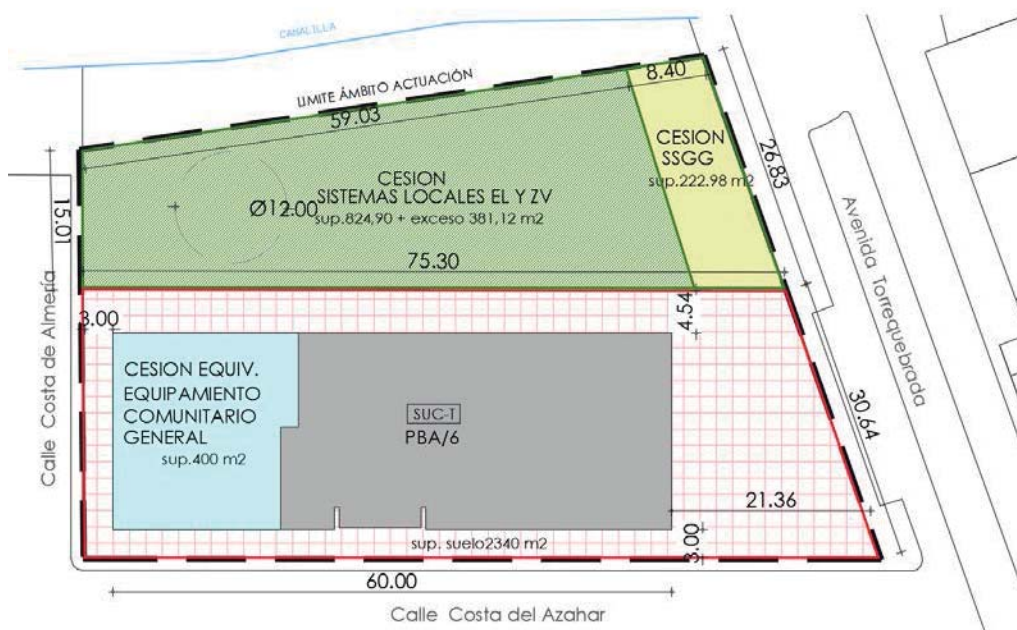 CANALILLA
LIMITE ÁMBITO ACTUACIÓN
59.03
8.40
26.83
CESION
SSGG
sup.222.98 m2
CESION
SISTEMAS LOCALES EL Y ZV
sup.824,90 + exceso 381,12 m2
Ø12.00
75.30
15.01
Calle Costa de Almería
Avenida Torrequebrada
3.00
4.54
CESION EQUIV.
EQUIPAMIENTO
COMUNITARIO
GENERAL
sup.400 m2
SUC-T
PBA/6
30.64
21.36
3.00
sup. suelo2340 m2
60.00
Calle Costa del Azahar